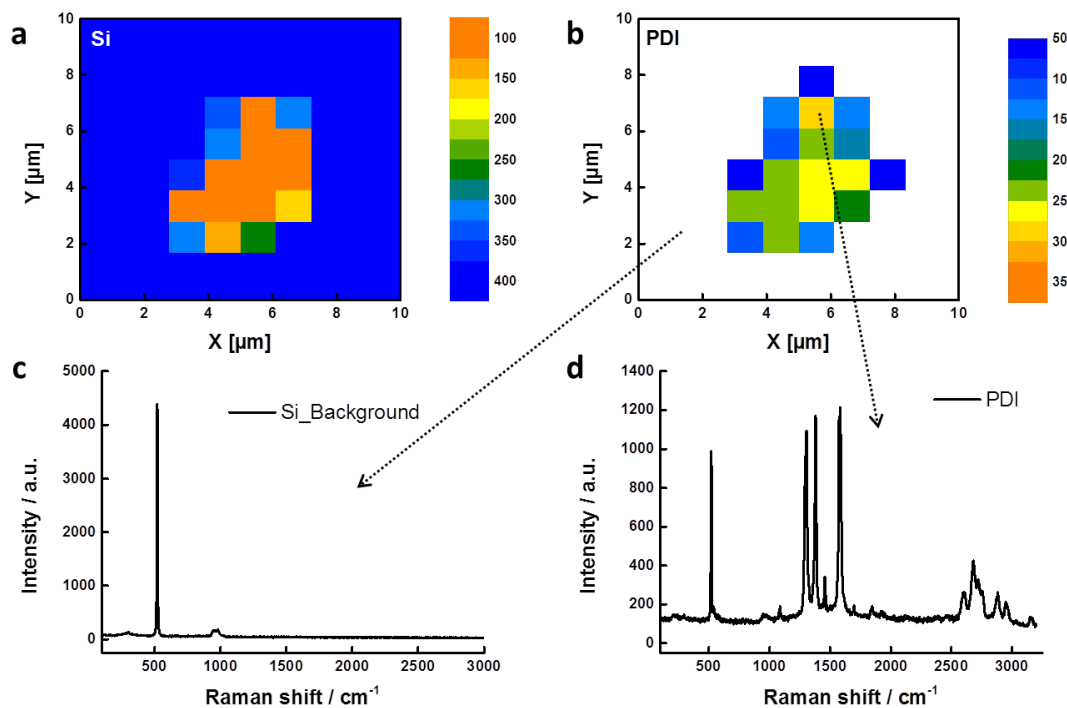 a
Si
10
8
6
4
2
0
Y [µm]
0 2 4 6 8 10
X [µm]
100
150
200
250
300
350
400
b
PDI
10
8
6
4
2
0
Y [µm]
0 2 4 6 8 10
X [µm]
50
10
15
20
25
30
35
c
Si_Background
5000
4000
3000
2000
1000
0
Intensity / a.u.
500 1000 1500 2000 2500 3000
Raman shift / cm⁻¹
d
PDI
1400
1200
1000
800
600
400
200
0
Intensity / a.u.
500 1000 1500 2000 2500 3000
Raman shift / cm⁻¹